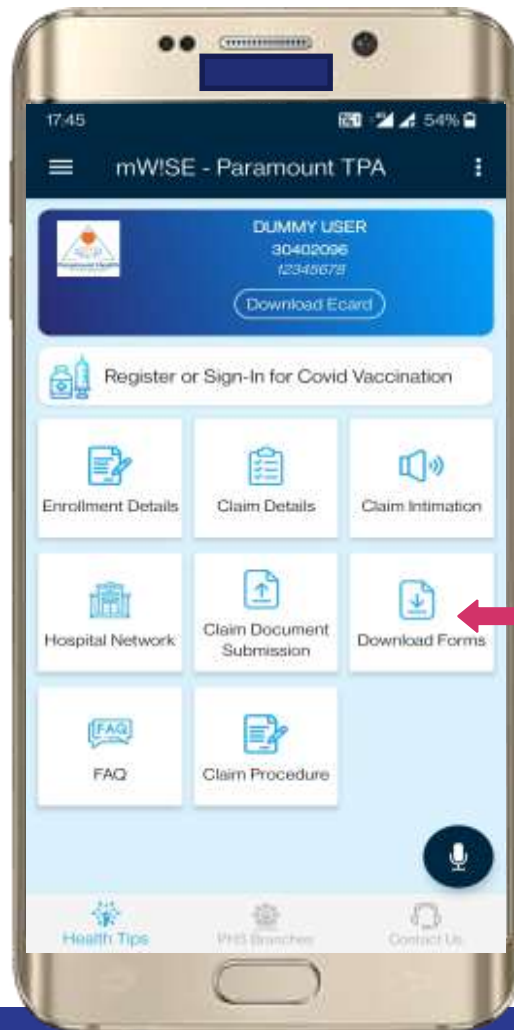 17:45
54%
mW!SE - Paramount TPA
DUMMY USER
30402096
12345678
Download Ecard
Register or Sign-In for Covid Vaccination
Enrollment Details
Claim Details
Claim Intimation
Hospital Network
Claim Document
Submission
Download Forms
FAQ
FAQ
Claim Procedure
Health Tips
PHS Branches
Contact Us